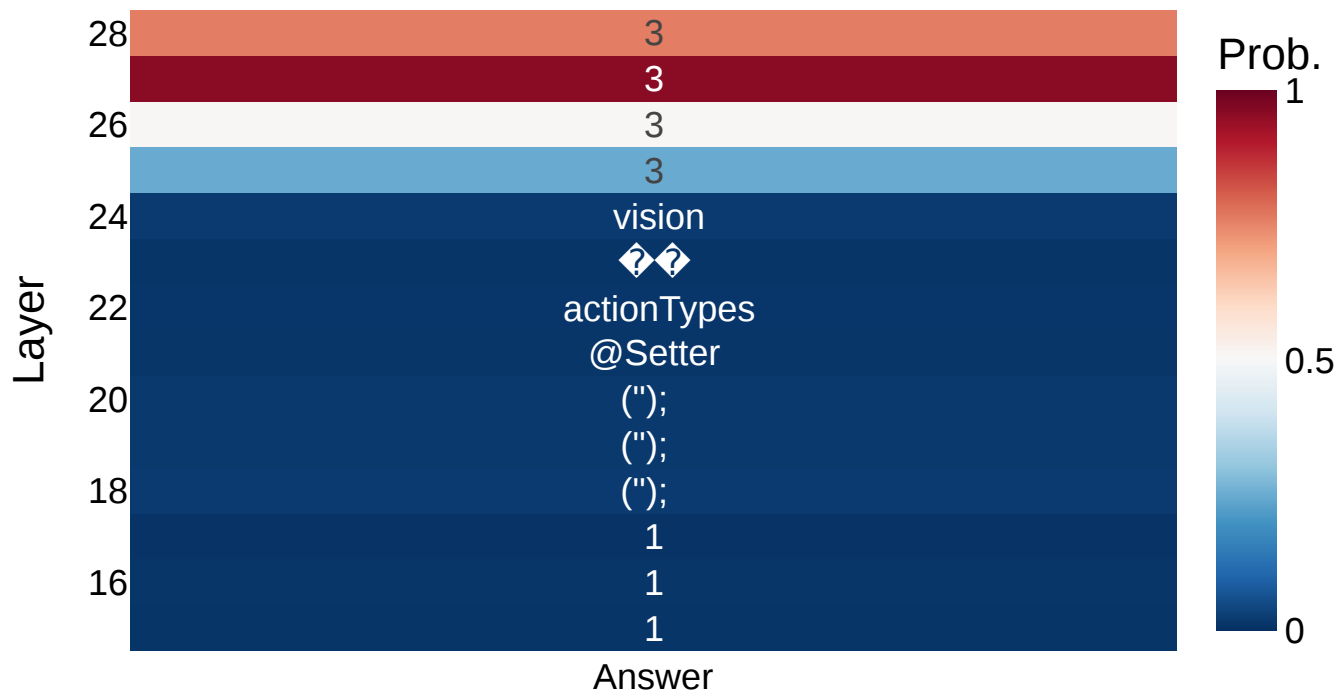 Prob.
28 3
3
1
26 3
3
24 vision
��
22 actionTypes
0.5
@Setter
Layer
20 (");
(");
18 (");
1
16 1
1
0
Answer